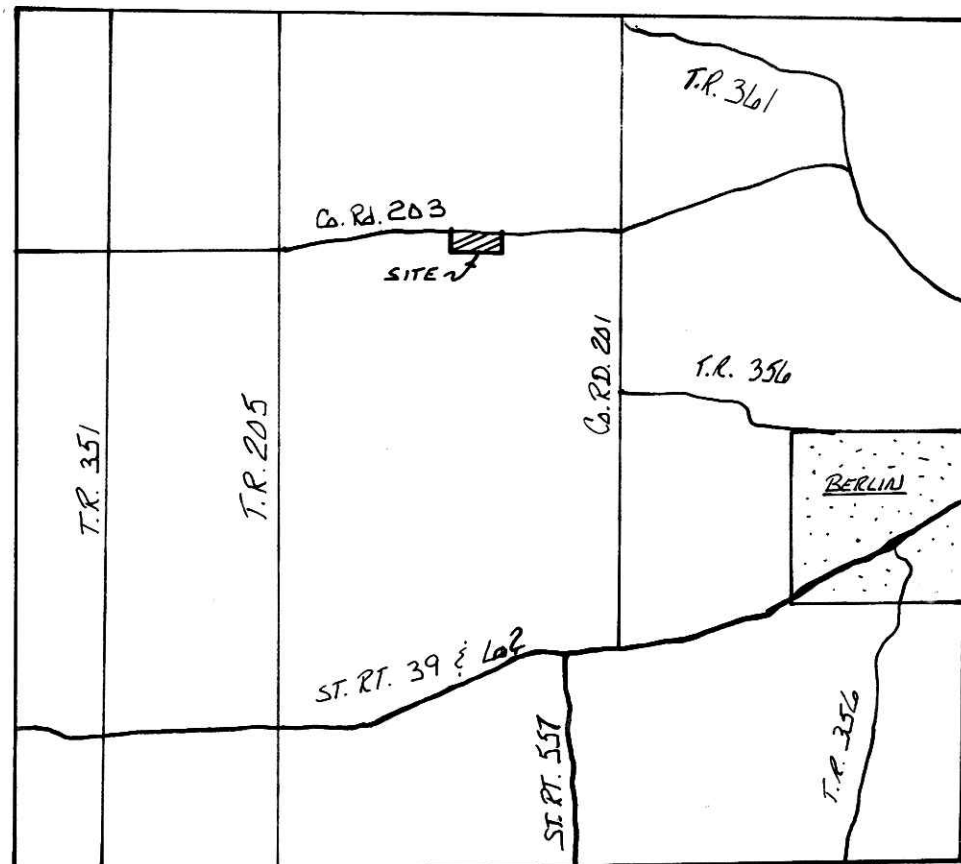 T.R. 361
Co. Rd. 203
SITE
Co. RD. 201
T.R. 356
T.R. 351
T.R. 205
BERLIN
ST. RT. 39 & 62
ST. RT. 557
T.R. 356